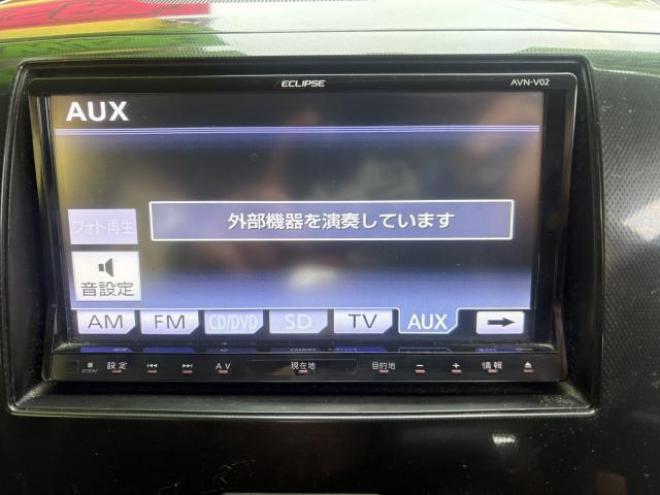 ECLIPSE AVN-V02
AUX
外部機器を演奏しています
フォト再生
音設定
AM FM CD/DVD SD TV AUX →
設定 AV 現在地 目的地 − + 情報